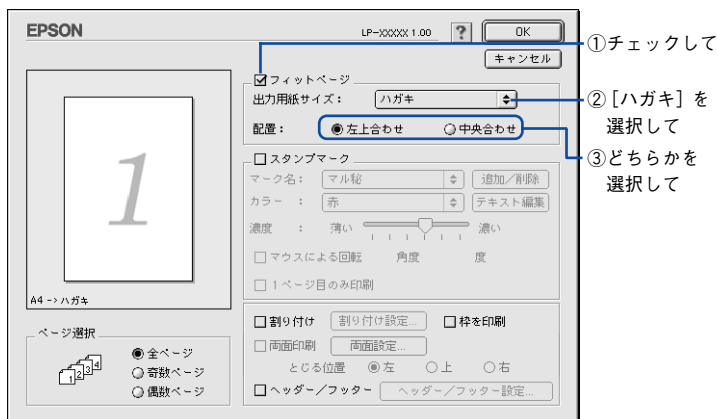 EPSON
LP-XXXXX 1.00
?
OK
キャンセル
①チェックして
フィットページ
出力用紙サイズ：
ハガキ
②［ハガキ］を
選択して
配置：
左上合わせ
中央合わせ
③どちらかを
選択して
スタンプマーク
マーク名：
マル秘
追加／削除
カラー ：
赤
テキスト編集
濃度 ：
薄い
濃い
マウスによる回転
角度
度
1ページ目のみ印刷
1
A4 -> ハガキ
ページ選択
1
2
3
4
全ページ
奇数ページ
偶数ページ
割り付け
割り付け設定...
枠を印刷
両面印刷
両面設定...
とじる位置
左
上
右
ヘッダー／フッター
ヘッダー／フッター設定...